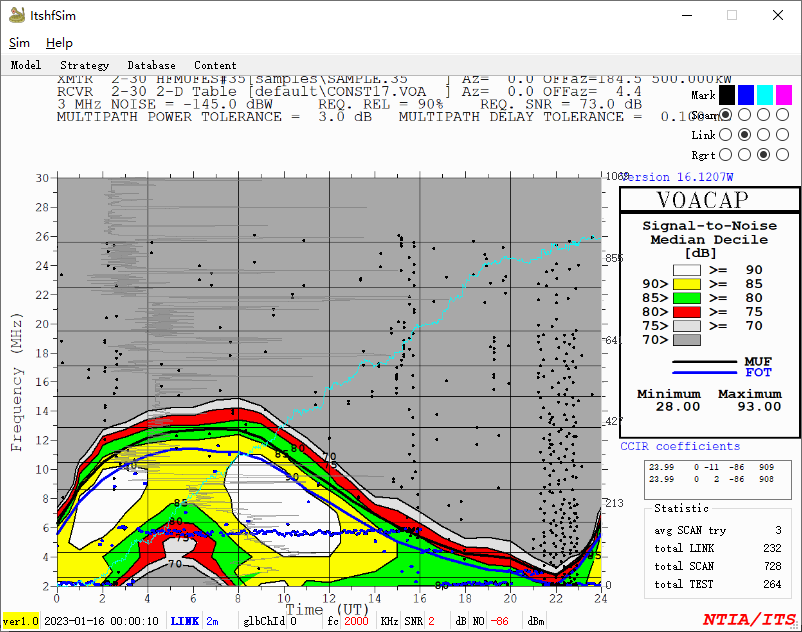 ItshfSim
Sim Help
Model Strategy Database Content
XMTR 2-30 HFMUFES#35[samples\SAMPLE.35 ] Az= 0.0 OFFaz=184.5 500.000kW
RCVR 2-30 2-D Table [default\CONST17.VOA ] Az= 0.0 OFFaz= 4.4
3 MHz NOISE = -145.0 dBW REQ. REL = 90% REQ. SNR = 73.0 dB
MULTIPATH POWER TOLERANCE = 3.0 dB MULTIPATH DELAY TOLERANCE = 0.100
Mark
Scan
Link
Rgrt
Version 16.1207W
VOACAP
Signal-to-Noise
Median Decile
[dB]
>= 90
90> >= 85
85> >= 80
80> >= 75
75> >= 70
70>
MUF
FOT
Minimum Maximum
28.00 93.00
CCIR coefficients
23.99 0 -11 -86 909
23.99 0 2 -86 908
Statistic
avg SCAN try 3
total LINK 232
total SCAN 728
total TEST 264
NTIA/ITS
Frequency (MHz)
30
28
26
24
22
20
18
16
14
12
10
8
6
4
2
1069
855
641
427
213
0
90
85
80
75
70
85
80
90
70
75
75
80
85
0 2 4 6 8 10 12 14 16 18 20 22 24
Time (UT)
ver1.0 2023-01-16 00:00:10 LINK 2m glbChId 0 fc 2000 KHz SNR 2 dB NO -86 dBm